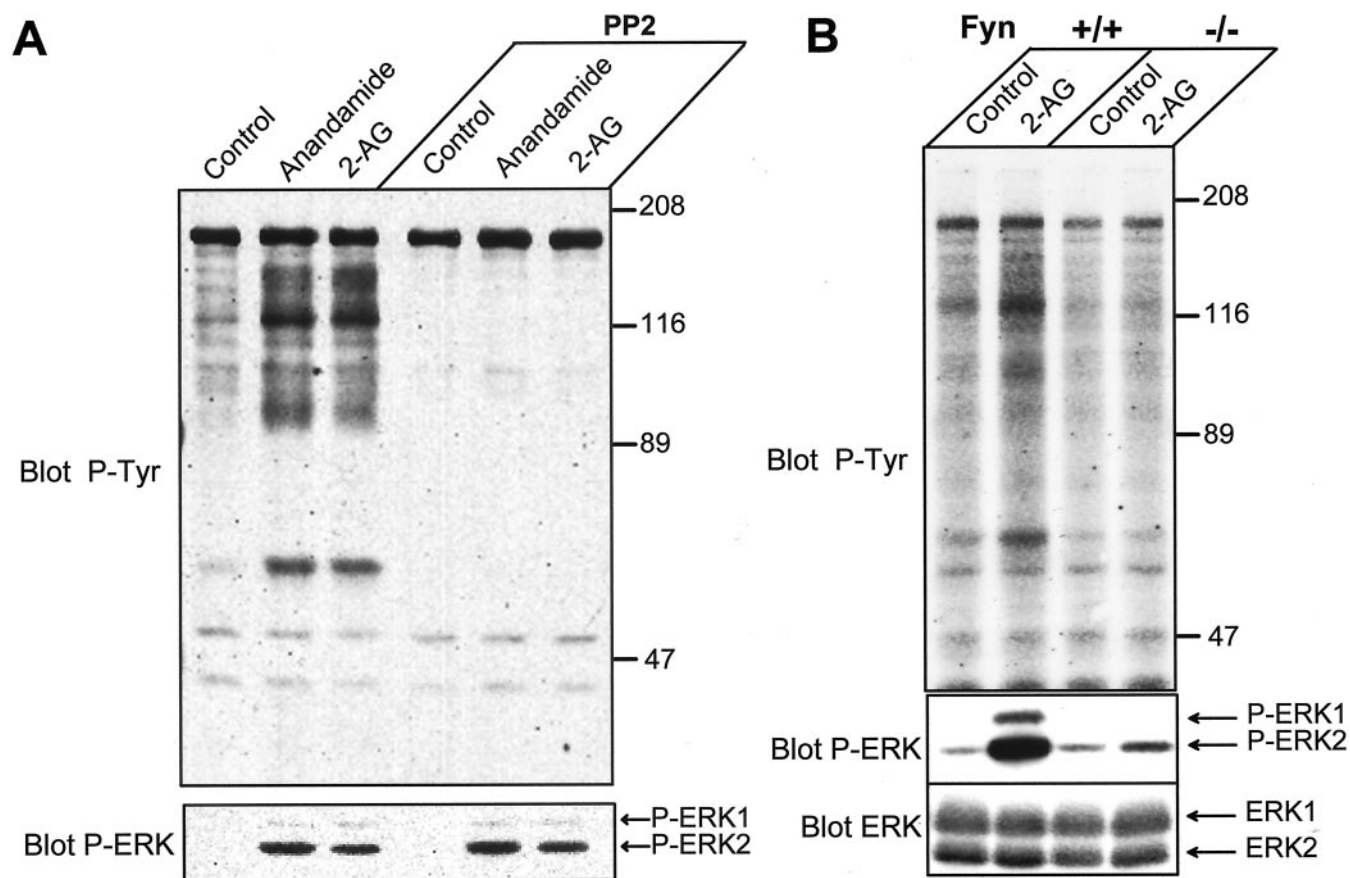 A
PP2
Control
Anandamide
2-AG
Control
Anandamide
2-AG
208
116
89
47
Blot P-Tyr
Blot P-ERK
P-ERK1
P-ERK2
B
Fyn +/+ -/-
Control
2-AG
Control
2-AG
208
116
89
47
Blot P-Tyr
Blot P-ERK
P-ERK1
P-ERK2
Blot ERK
ERK1
ERK2